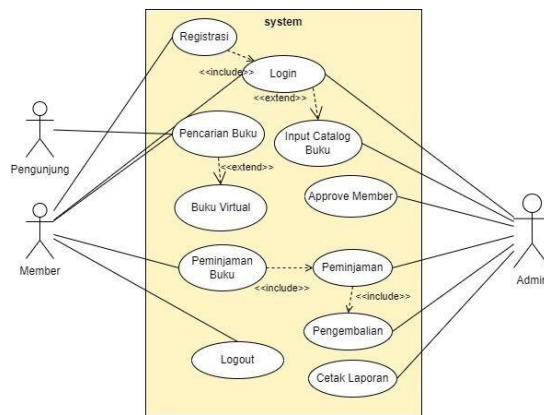 system
Registrasi
<<include>>
Login
<<extend>>
Pencarian Buku
Input Catalog
Buku
Pengunjung
<<extend>>
Approve Member
Buku Virtual
Member
Peminjaman
Buku
Peminjaman
<<include>>
Admin
<<include>>
Pengembalian
Logout
Cetak Laporan